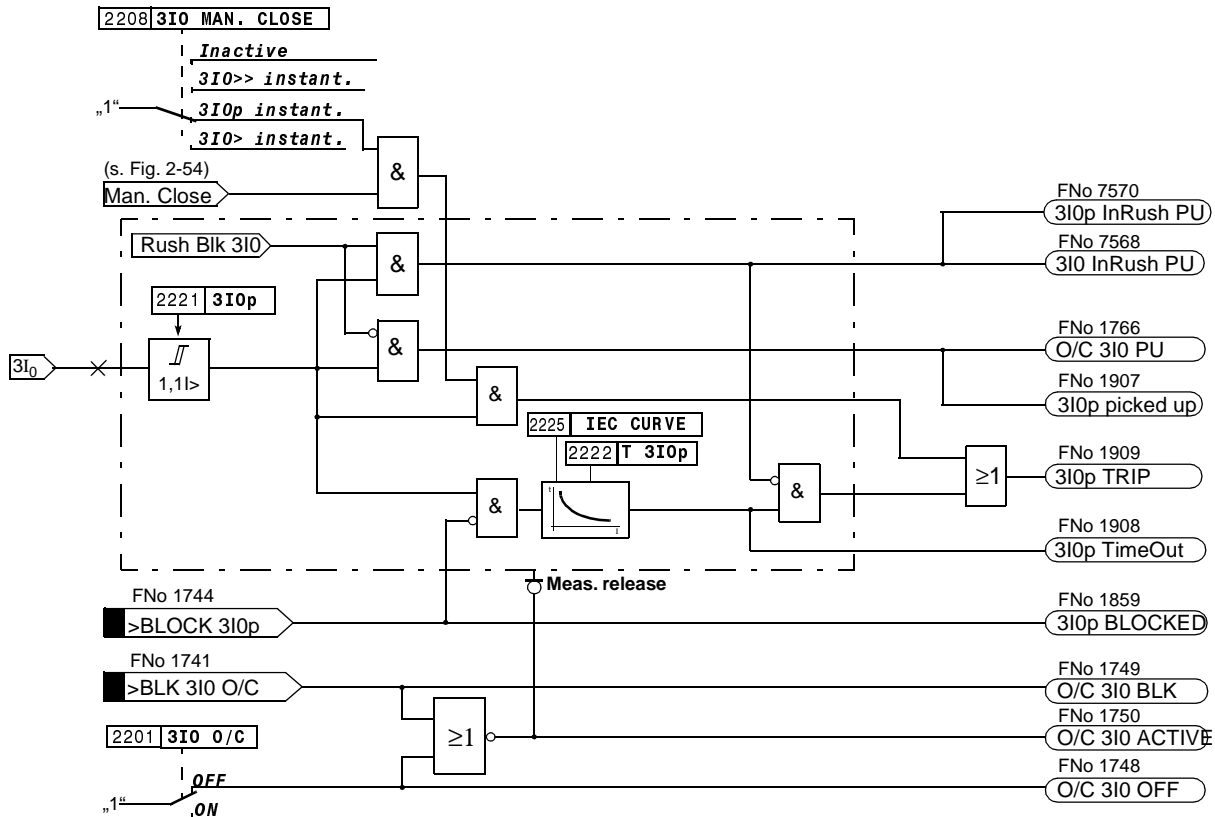 2208 3I0 MAN. CLOSE
Inactive
3I0>> instant.
„1“
3I0p instant.
3I0> instant.
&
(s. Fig. 2-54)
Man. Close
FNo 7570
3I0p InRush PU
Rush Blk 3I0
&
FNo 7568
3I0 InRush PU
2221 3I0p
&
FNo 1766
O/C 3I0 PU
3I0
1,1I>
&
FNo 1907
3I0p picked up
2225 IEC CURVE
2222 T 3I0p
FNo 1909
≥1
3I0p TRIP
&
t
I
&
FNo 1908
3I0p TimeOut
Meas. release
FNo 1744
>BLOCK 3I0p
FNo 1859
3I0p BLOCKED
FNo 1741
>BLK 3I0 O/C
FNo 1749
O/C 3I0 BLK
2201 3I0 O/C
≥1
FNo 1750
O/C 3I0 ACTIVE
OFF
FNo 1748
O/C 3I0 OFF
„1“
ON